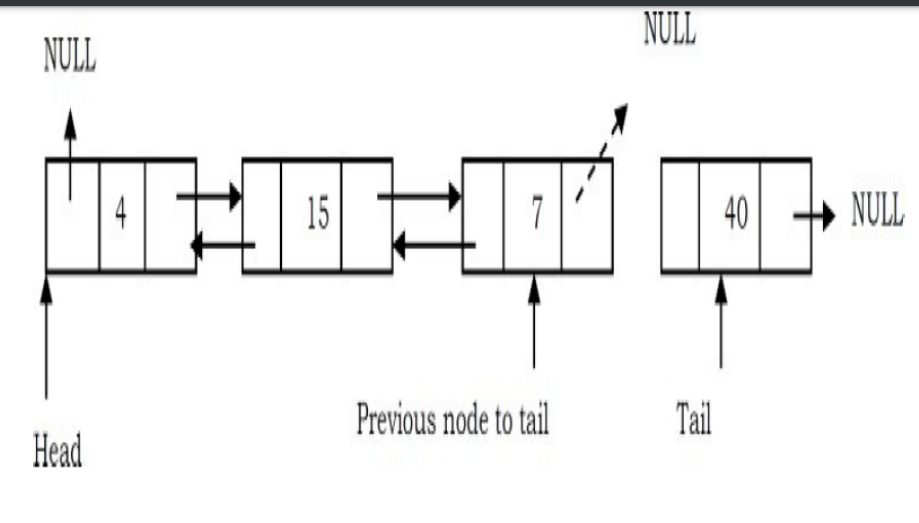 NULL
NULL
4 15 7 40 NULL
Previous node to tail Tail
Head